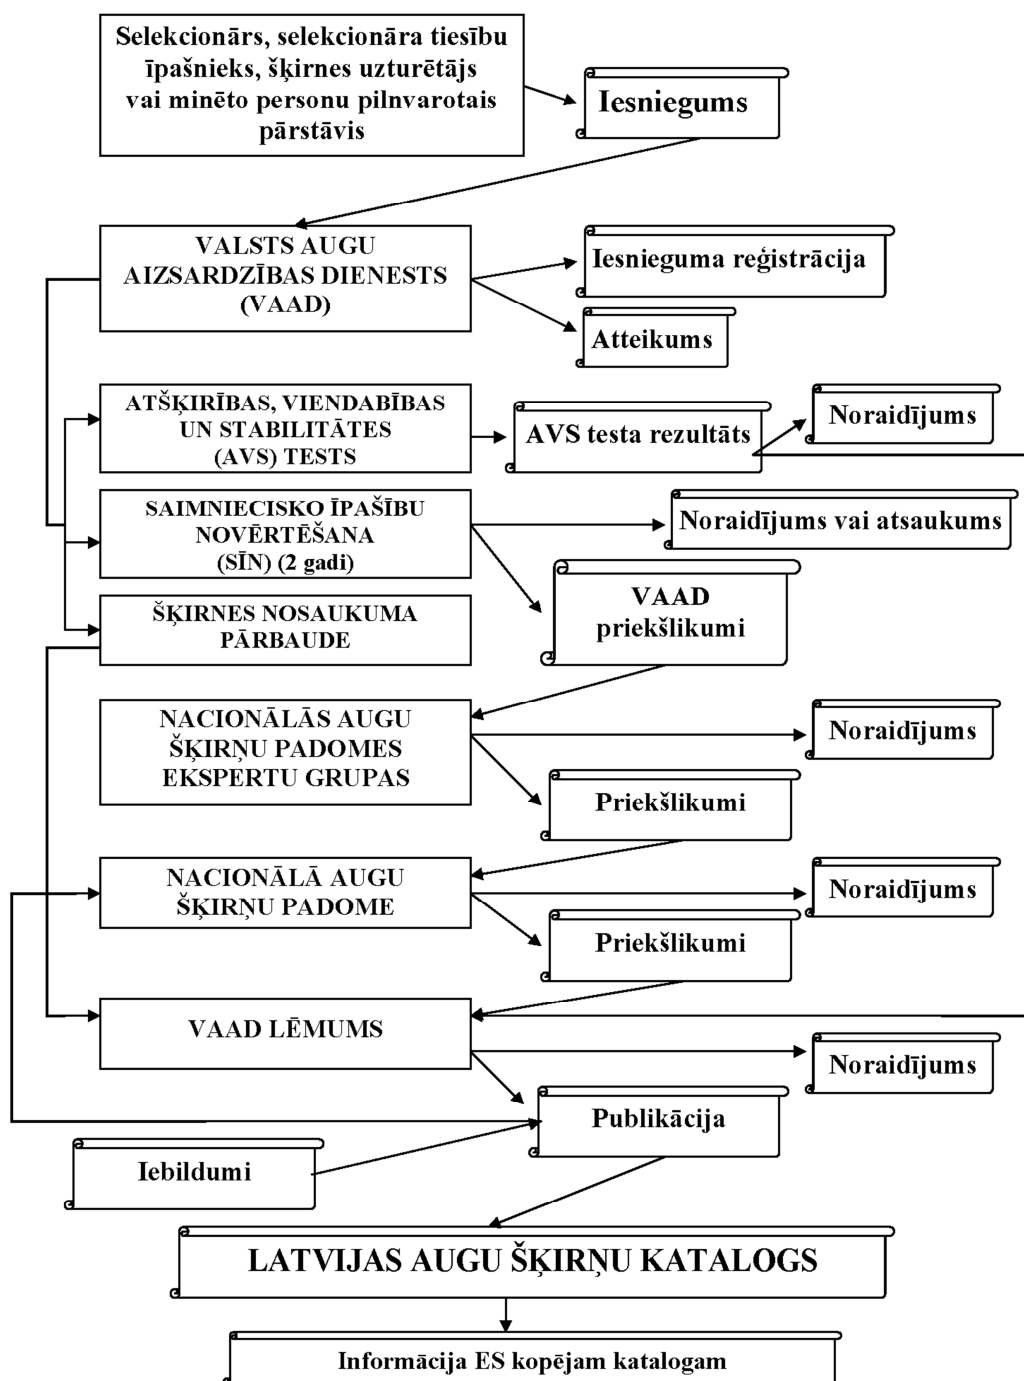 Selekcionārs, selekcionāra tiesību
īpašnieks, šķirnes uzturētājs
vai minēto personu pilnvarotais
pārstāvis
Iesniegums
VALSTS AUGU
AIZSARDZĪBAS DIENESTS
(VAAD)
Iesnieguma reģistrācija
Atteikums
ATŠĶIRĪBAS, VIENDABĪBAS
UN STABILITĀTES
(AVS) TESTS
AVS testa rezultāts
Noraidījums
SAIMNIECISKO ĪPAŠĪBU
NOVĒRTĒŠANA
(SĪN) (2 gadi)
Noraidījums vai atsaukums
VAAD
priekšlikumi
ŠĶIRNES NOSAUKUMA
PĀRBAUDE
NACIONĀLĀS AUGU
ŠĶIRŅU PADOMES
EKSPERTU GRUPAS
Noraidījums
Priekšlikumi
NACIONĀLĀ AUGU
ŠĶIRŅU PADOME
Noraidījums
Priekšlikumi
VAAD LĒMUMS
Noraidījums
Publikācija
Iebildumi
LATVIJAS AUGU ŠĶIRŅU KATALOGS
Informācija ES kopējam katalogam